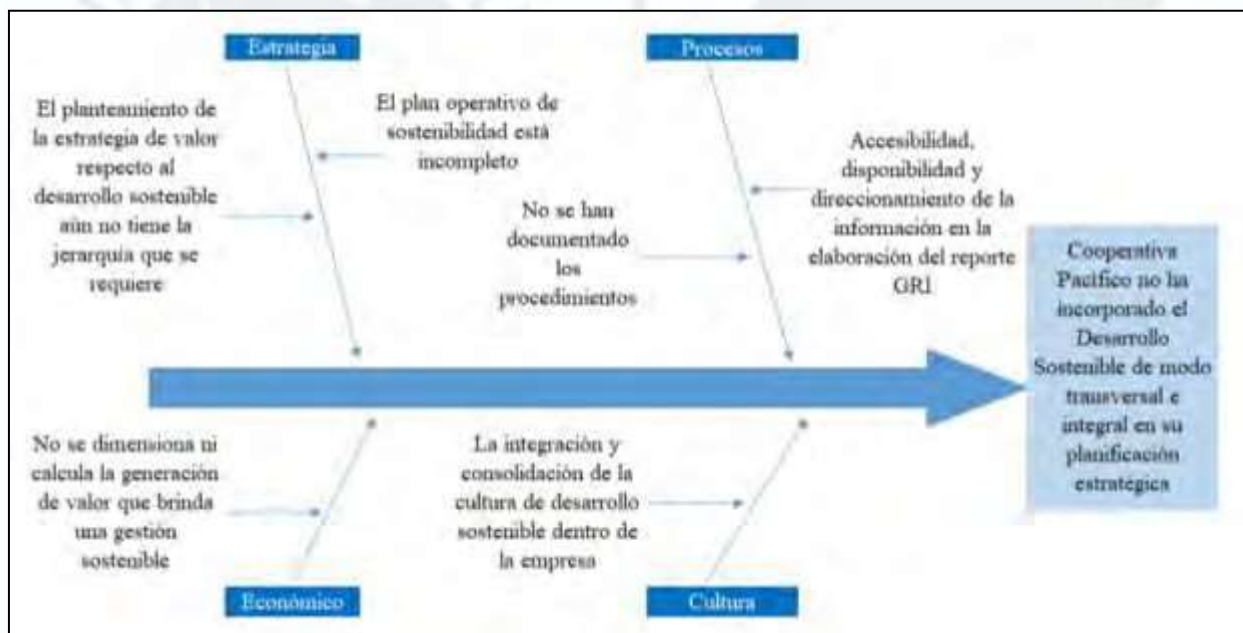 Estrategia
Procesos
El planteamiento de
la estrategia de valor
respecto al
desarrollo sostenible
aún no tiene la
jerarquía que se
requiere
El plan operativo de
sostenibilidad está
incompleto
No se han
documentado
los
procedimientos
Accesibilidad,
disponibilidad y
direccionamiento de la
información en la
elaboración del reporte
GRI
Cooperativa
Pacífico no ha
incorporado el
Desarrollo
Sostenible de modo
transversal e
integral en su
planificación
estratégica
No se dimensiona ni
calcula la generación
de valor que brinda
una gestión
sostenible
La integración y
consolidación de la
cultura de desarrollo
sostenible dentro de
la empresa
Económico
Cultura